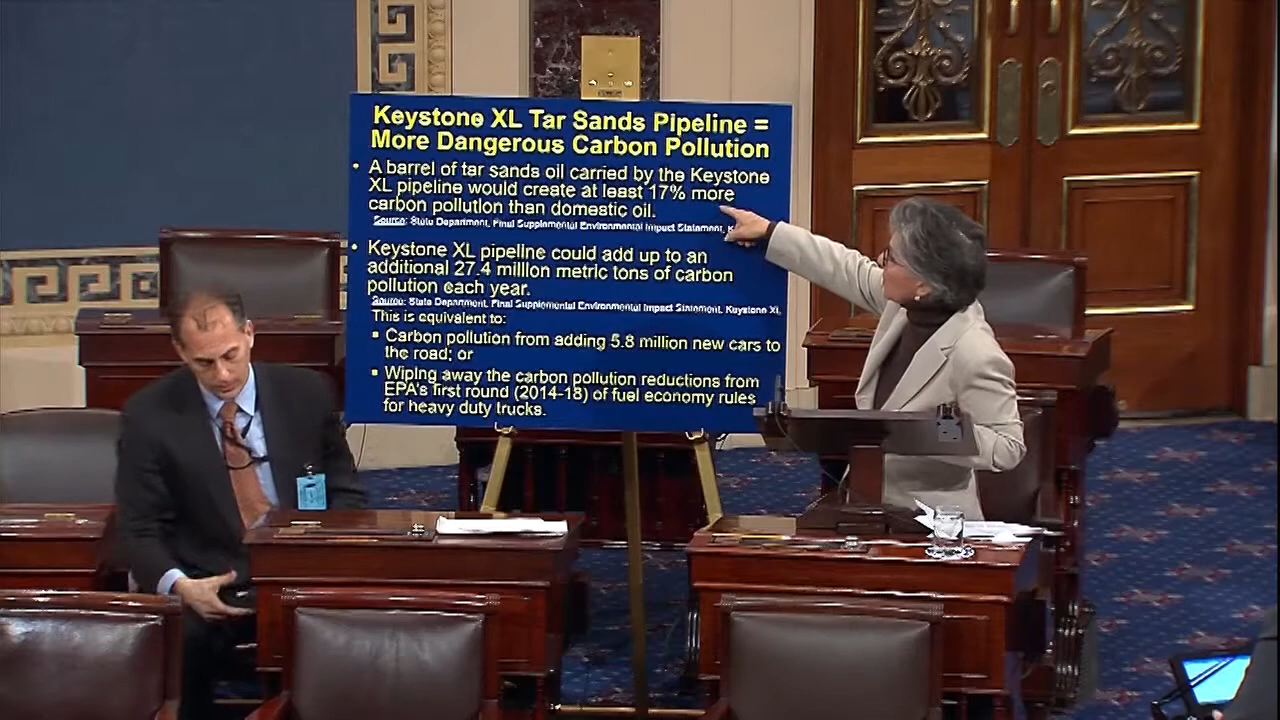 Keystone XL Tar Sands Pipeline =
More Dangerous Carbon Pollution
• A barrel of tar sands oil carried by the Keystone
XL pipeline would create at least 17% more
carbon pollution than domestic oil.
Source: State Department, Final Supplemental Environmental Impact Statement,
• Keystone XL pipeline could add up to an
additional 27.4 million metric tons of carbon
pollution each year.
Source: State Department, Final Supplemental Environmental Impact Statement, Keystone XL
This is equivalent to:
▪ Carbon pollution from adding 5.8 million new cars to
the road; or
▪ Wiping away the carbon pollution reductions from
EPA's first round (2014-18) of fuel economy rules
for heavy duty trucks.